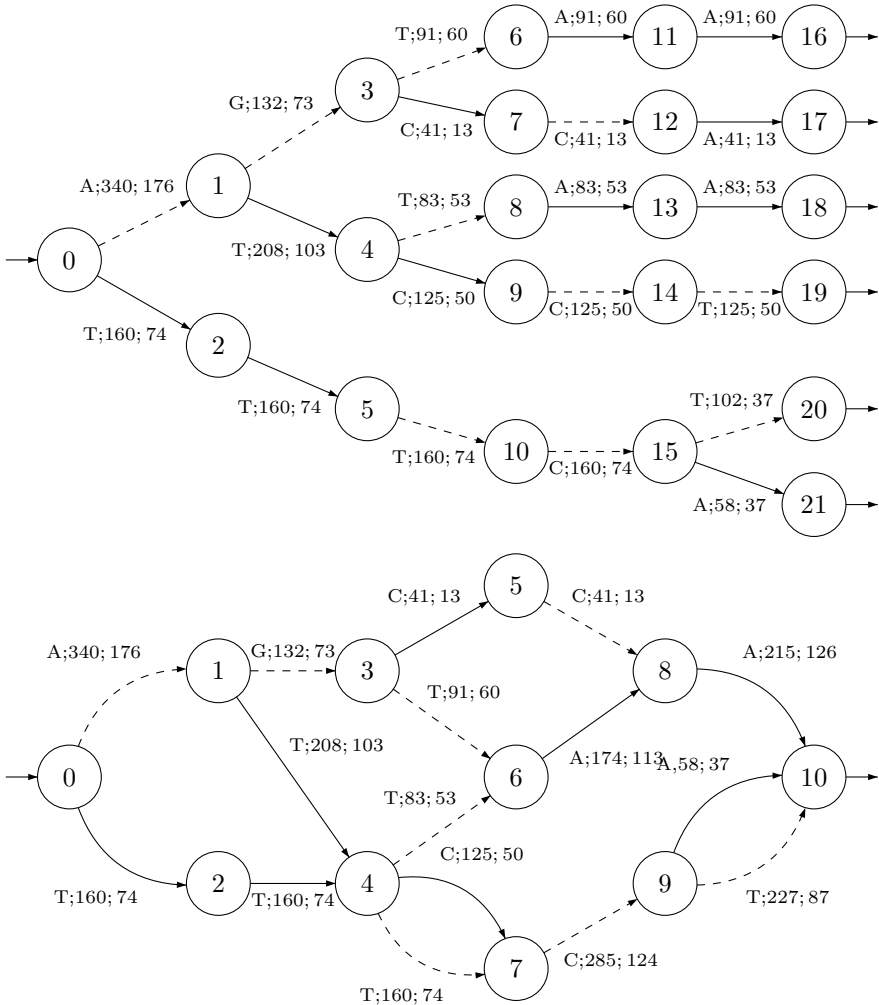 T;91; 60
A;91; 60
A;91; 60
6
11
16
3
G;132; 73
C;41; 13
7
C;41; 13
12
A;41; 13
17
A;340; 176
1
T;83; 53
A;83; 53
A;83; 53
8
13
18
T;208; 103
4
0
C;125; 50
9
C;125; 50
14
T;125; 50
19
T;160; 74
2
T;160; 74
5
T;102; 37
20
T;160; 74
10
C;160; 74
15
A;58; 37
21
5
C;41; 13
C;41; 13
A;340; 176
G;132; 73
A;215; 126
1
3
8
T;91; 60
T;208; 103
A;174; 113
A,58; 37
0
6
10
T;83; 53
C;125; 50
T;160; 74
2
T;160; 74
4
9
T;227; 87
7
C;285; 124
T;160; 74